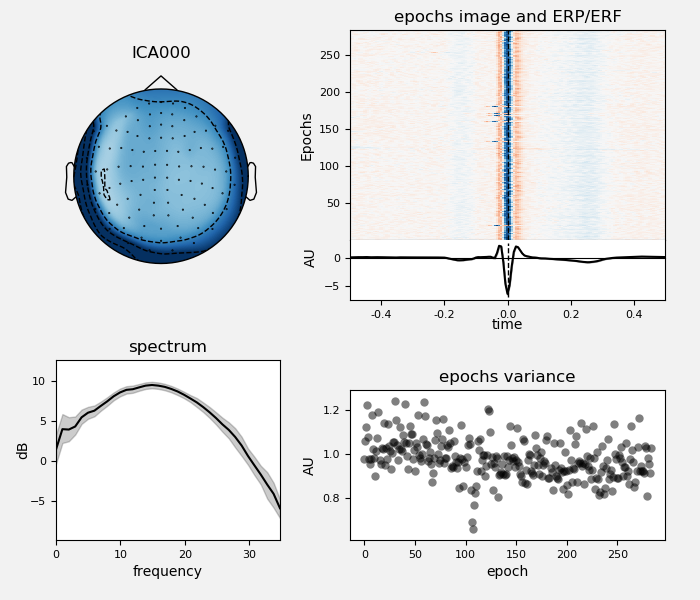 ICA000
epochs image and ERP/ERF
Epochs
250
200
150
100
50
AU
0
−5
-0.4 -0.2 0.0 0.2 0.4
time
spectrum
dB
10
5
0
−5
0 10 20 30
frequency
epochs variance
AU
1.2
1.0
0.8
0 50 100 150 200 250
epoch